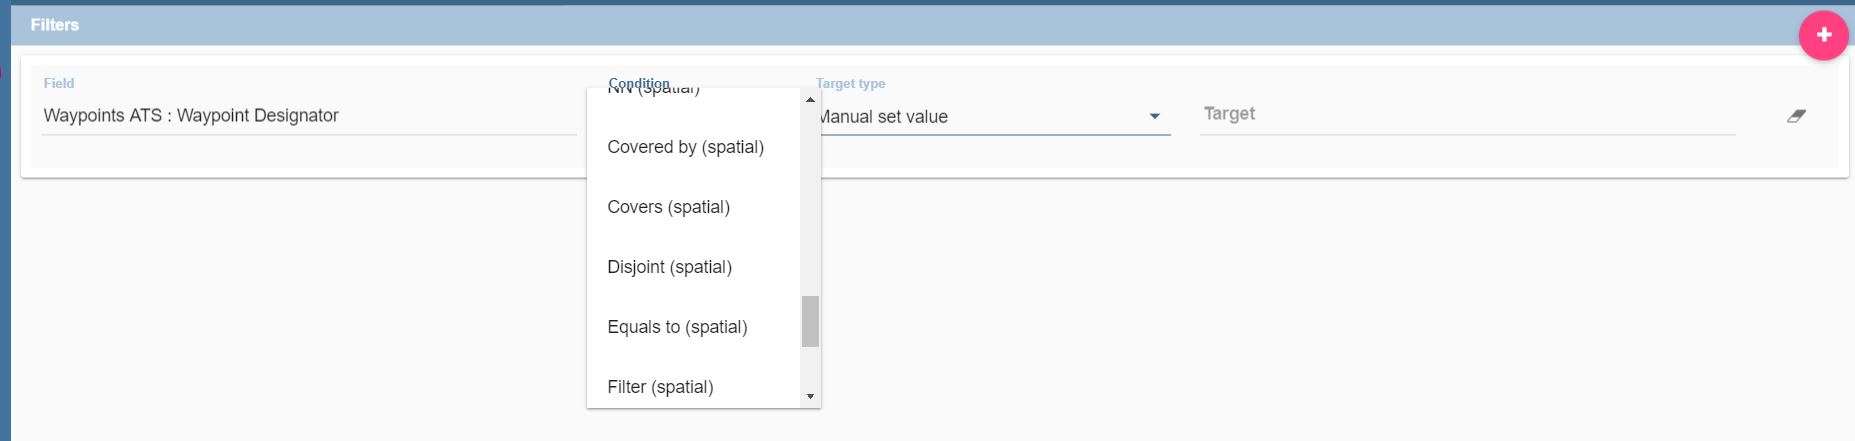 Filters
Field
Condition
Target type
Waypoints ATS : Waypoint Designator
NN (spatial)
Manual set value
Target
Covered by (spatial)
Covers (spatial)
Disjoint (spatial)
Equals to (spatial)
Filter (spatial)